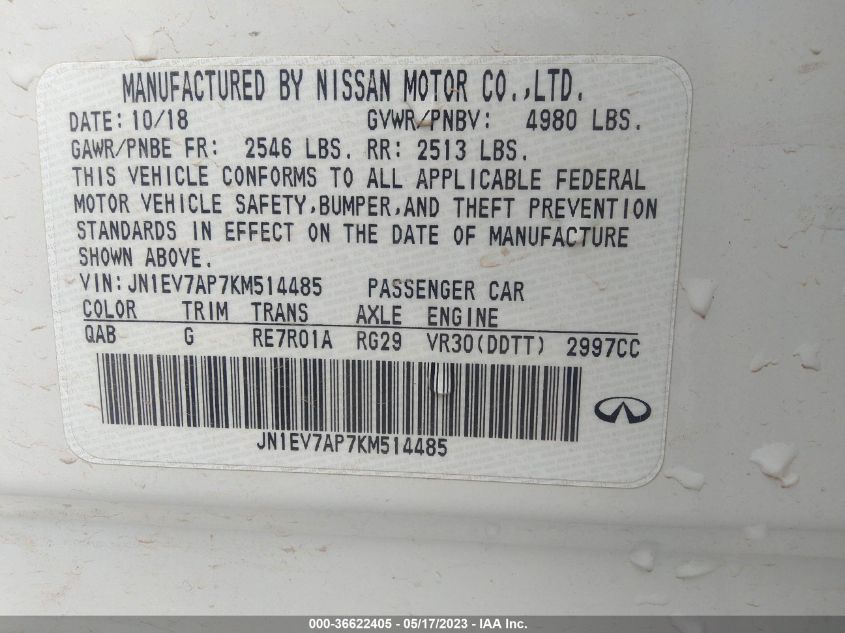 MANUFACTURED BY NISSAN MOTOR CO.,LTD.
DATE: 10/18 GVWR/PNBV: 4980 LBS.
GAWR/PNBE FR: 2546 LBS. RR: 2513 LBS.
THIS VEHICLE CONFORMS TO ALL APPLICABLE FEDERAL
MOTOR VEHICLE SAFETY,BUMPER,AND THEFT PREVENTION
STANDARDS IN EFFECT ON THE DATE OF MANUFACTURE
SHOWN ABOVE.
VIN:JN1EV7AP7KM514485 PASSENGER CAR
COLOR TRIM TRANS AXLE ENGINE
QAB G RE7R01A RG29 VR30(DDTT) 2997CC
JN1EV7AP7KM514485
000-36622405 - 05/17/2023 - IAA Inc.